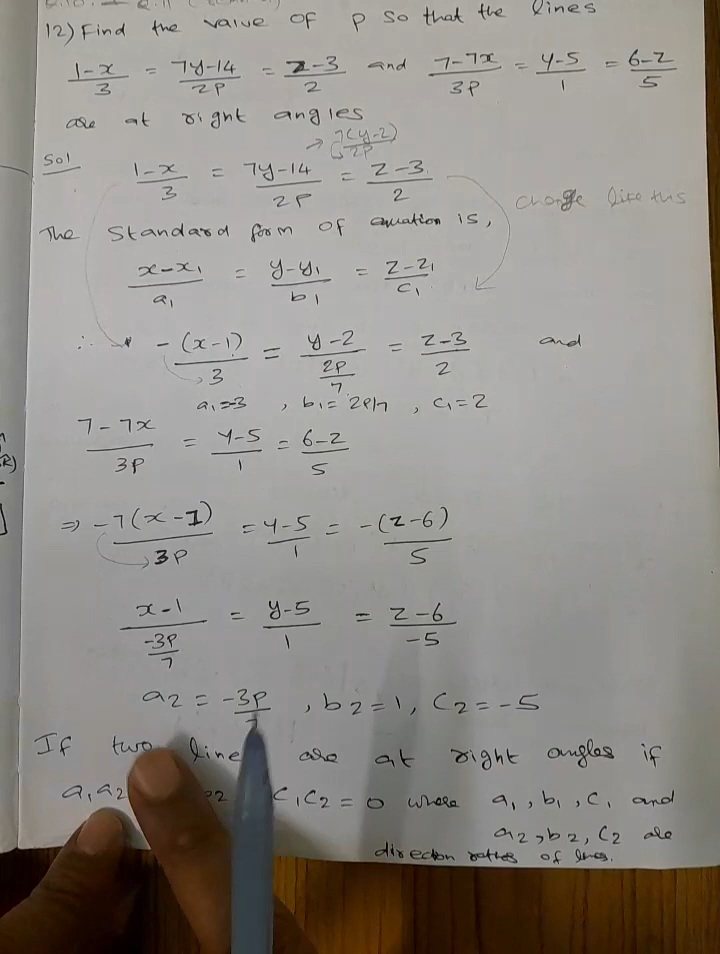 12) Find the value of p so that the lines
1-x/3 = 7y-14/2p = z-3/2 and 7-7x/3p = y-5/1 = 6-z/5
are at right angles
→ 7(y-2)/2p
Sol 1-x/3 = 7y-14/2p = z-3/2
change like this
The Standard form of equation is,
x-x₁/a₁ = y-y₁/b₁ = z-z₁/c₁
∴ -(x-1)/3 = y-2/(2p/7) = z-3/2 and
a₁=-3 , b₁=2p/7 , c₁=2
7-7x/3p = y-5/1 = 6-z/5
⇒ -7(x-1)/3p = y-5/1 = -(z-6)/5
x-1/(-3p/7) = y-5/1 = z-6/-5
a₂ = -3p/7 , b₂=1, c₂=-5
If two line are at right angles if
a₁a₂ c₁c₂=0 where a₁,b₁,c₁ and
a₂,b₂,c₂ are
of lines.